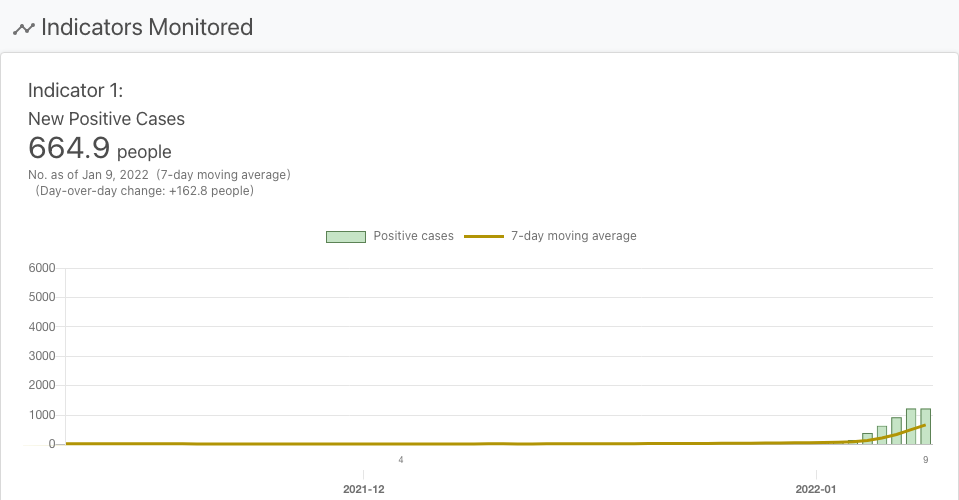 Indicators Monitored
Indicator 1:
New Positive Cases
664.9 people
No. as of Jan 9, 2022 (7-day moving average)
(Day-over-day change: +162.8 people)
Positive cases
7-day moving average
6000
5000
4000
3000
2000
1000
0
4
9
2021-12
2022-01